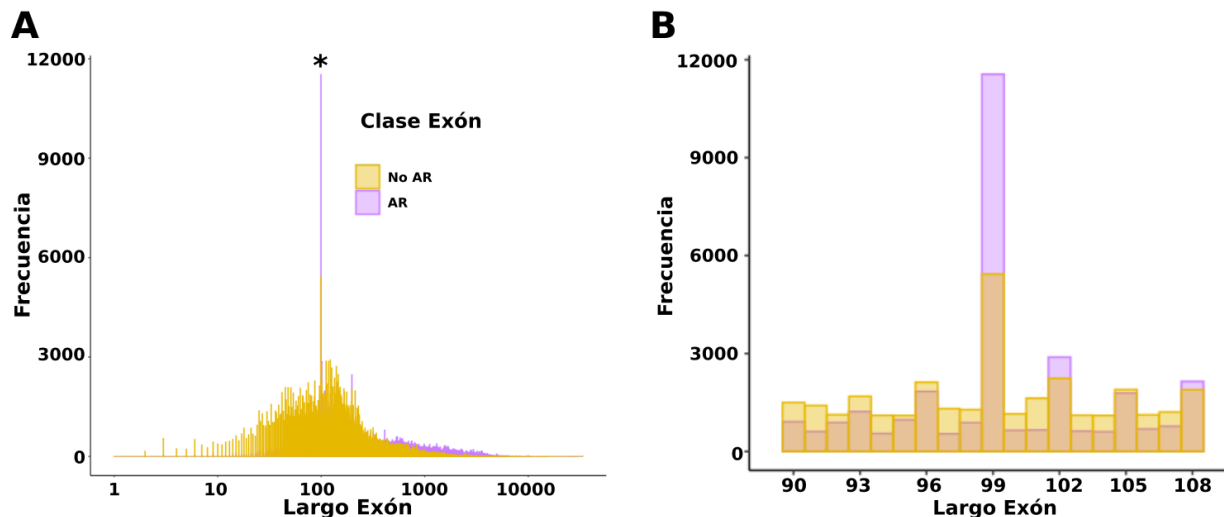 A
*
Clase Exón
No AR
AR
Frecuencia
12000
9000
6000
3000
0
1 10 100 1000 10000
Largo Exón
B
Frecuencia
12000
9000
6000
3000
0
90 93 96 99 102 105 108
Largo Exón